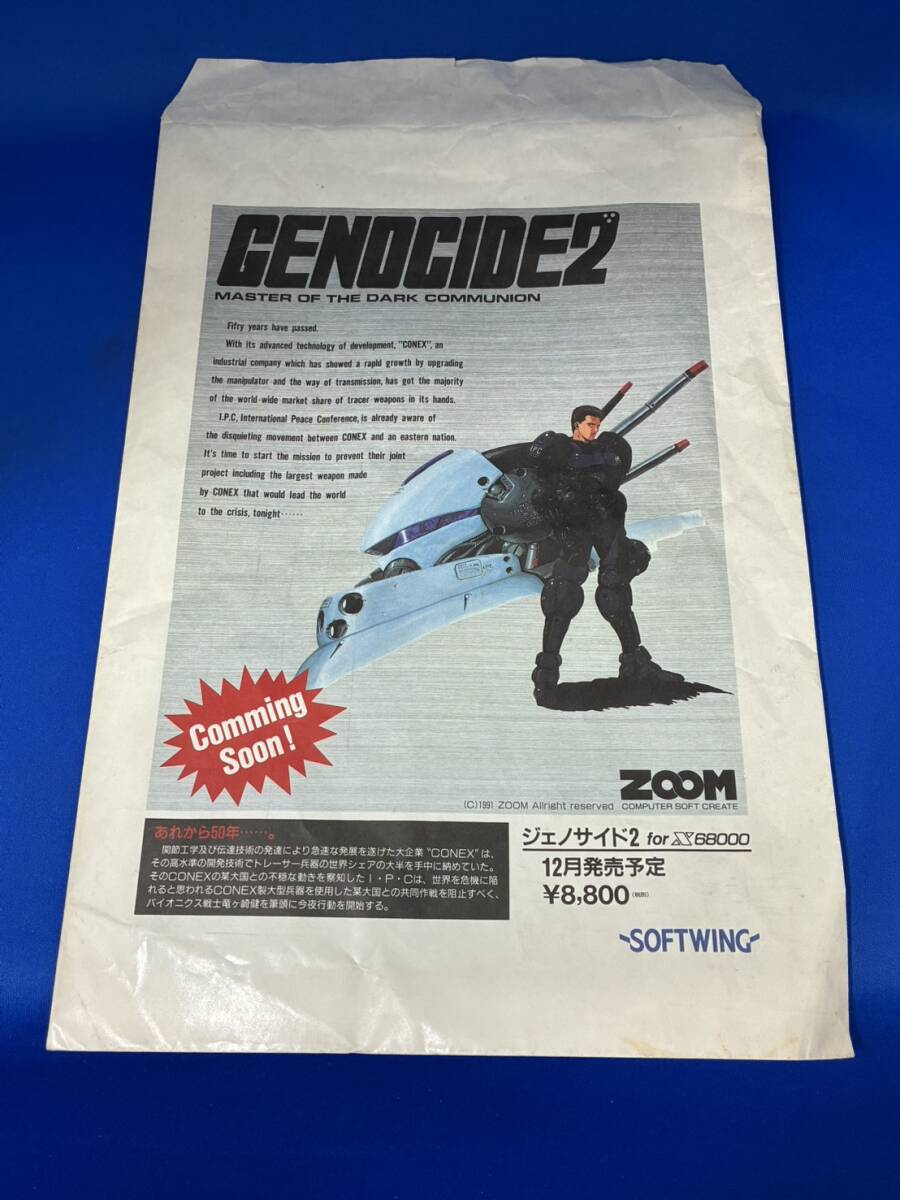 GENOCIDE2
MASTER OF THE DARK COMMUNION
Fifry years have passed.
With its advanced technology of development, "CONEX", an
industrial company which has showed a rapid growth by upgrading
the manipulator and the way of transmission, has got the majority
of the world-wide market share of tracer weapons in its hands.
I.P.C, International Peace Conference, is already aware of
the disquieting movement between CONEX and an eastern nation.
It's time to start the mission to prevent their joint
project including the largest weapon made
by CONEX that would lead the world
to the crisis, tonight……
IPC
Comming
Soon!
ZOOM
COMPUTER SOFT CREATE
(C)1991 ZOOM Allright reserved
あれから50年……。
関節工学及び伝達技術の発達により急速な発展を遂げた大企業“CONEX”は、
その高水準の開発技術でトレーサー兵器の世界シェアの大半を手中に納めていた。
そのCONEXの某大国との不穏な動きを察知したI・P・Cは、世界を危機に陥
れると思われるCONEX製大型兵器を使用した某大国との共同作戦を阻止すべく、
バイオニクス戦士竜ヶ崎健を筆頭に今夜行動を開始する。
ジェノサイド2 for X68000
12月発売予定
¥8,800(税別)
SOFTWING